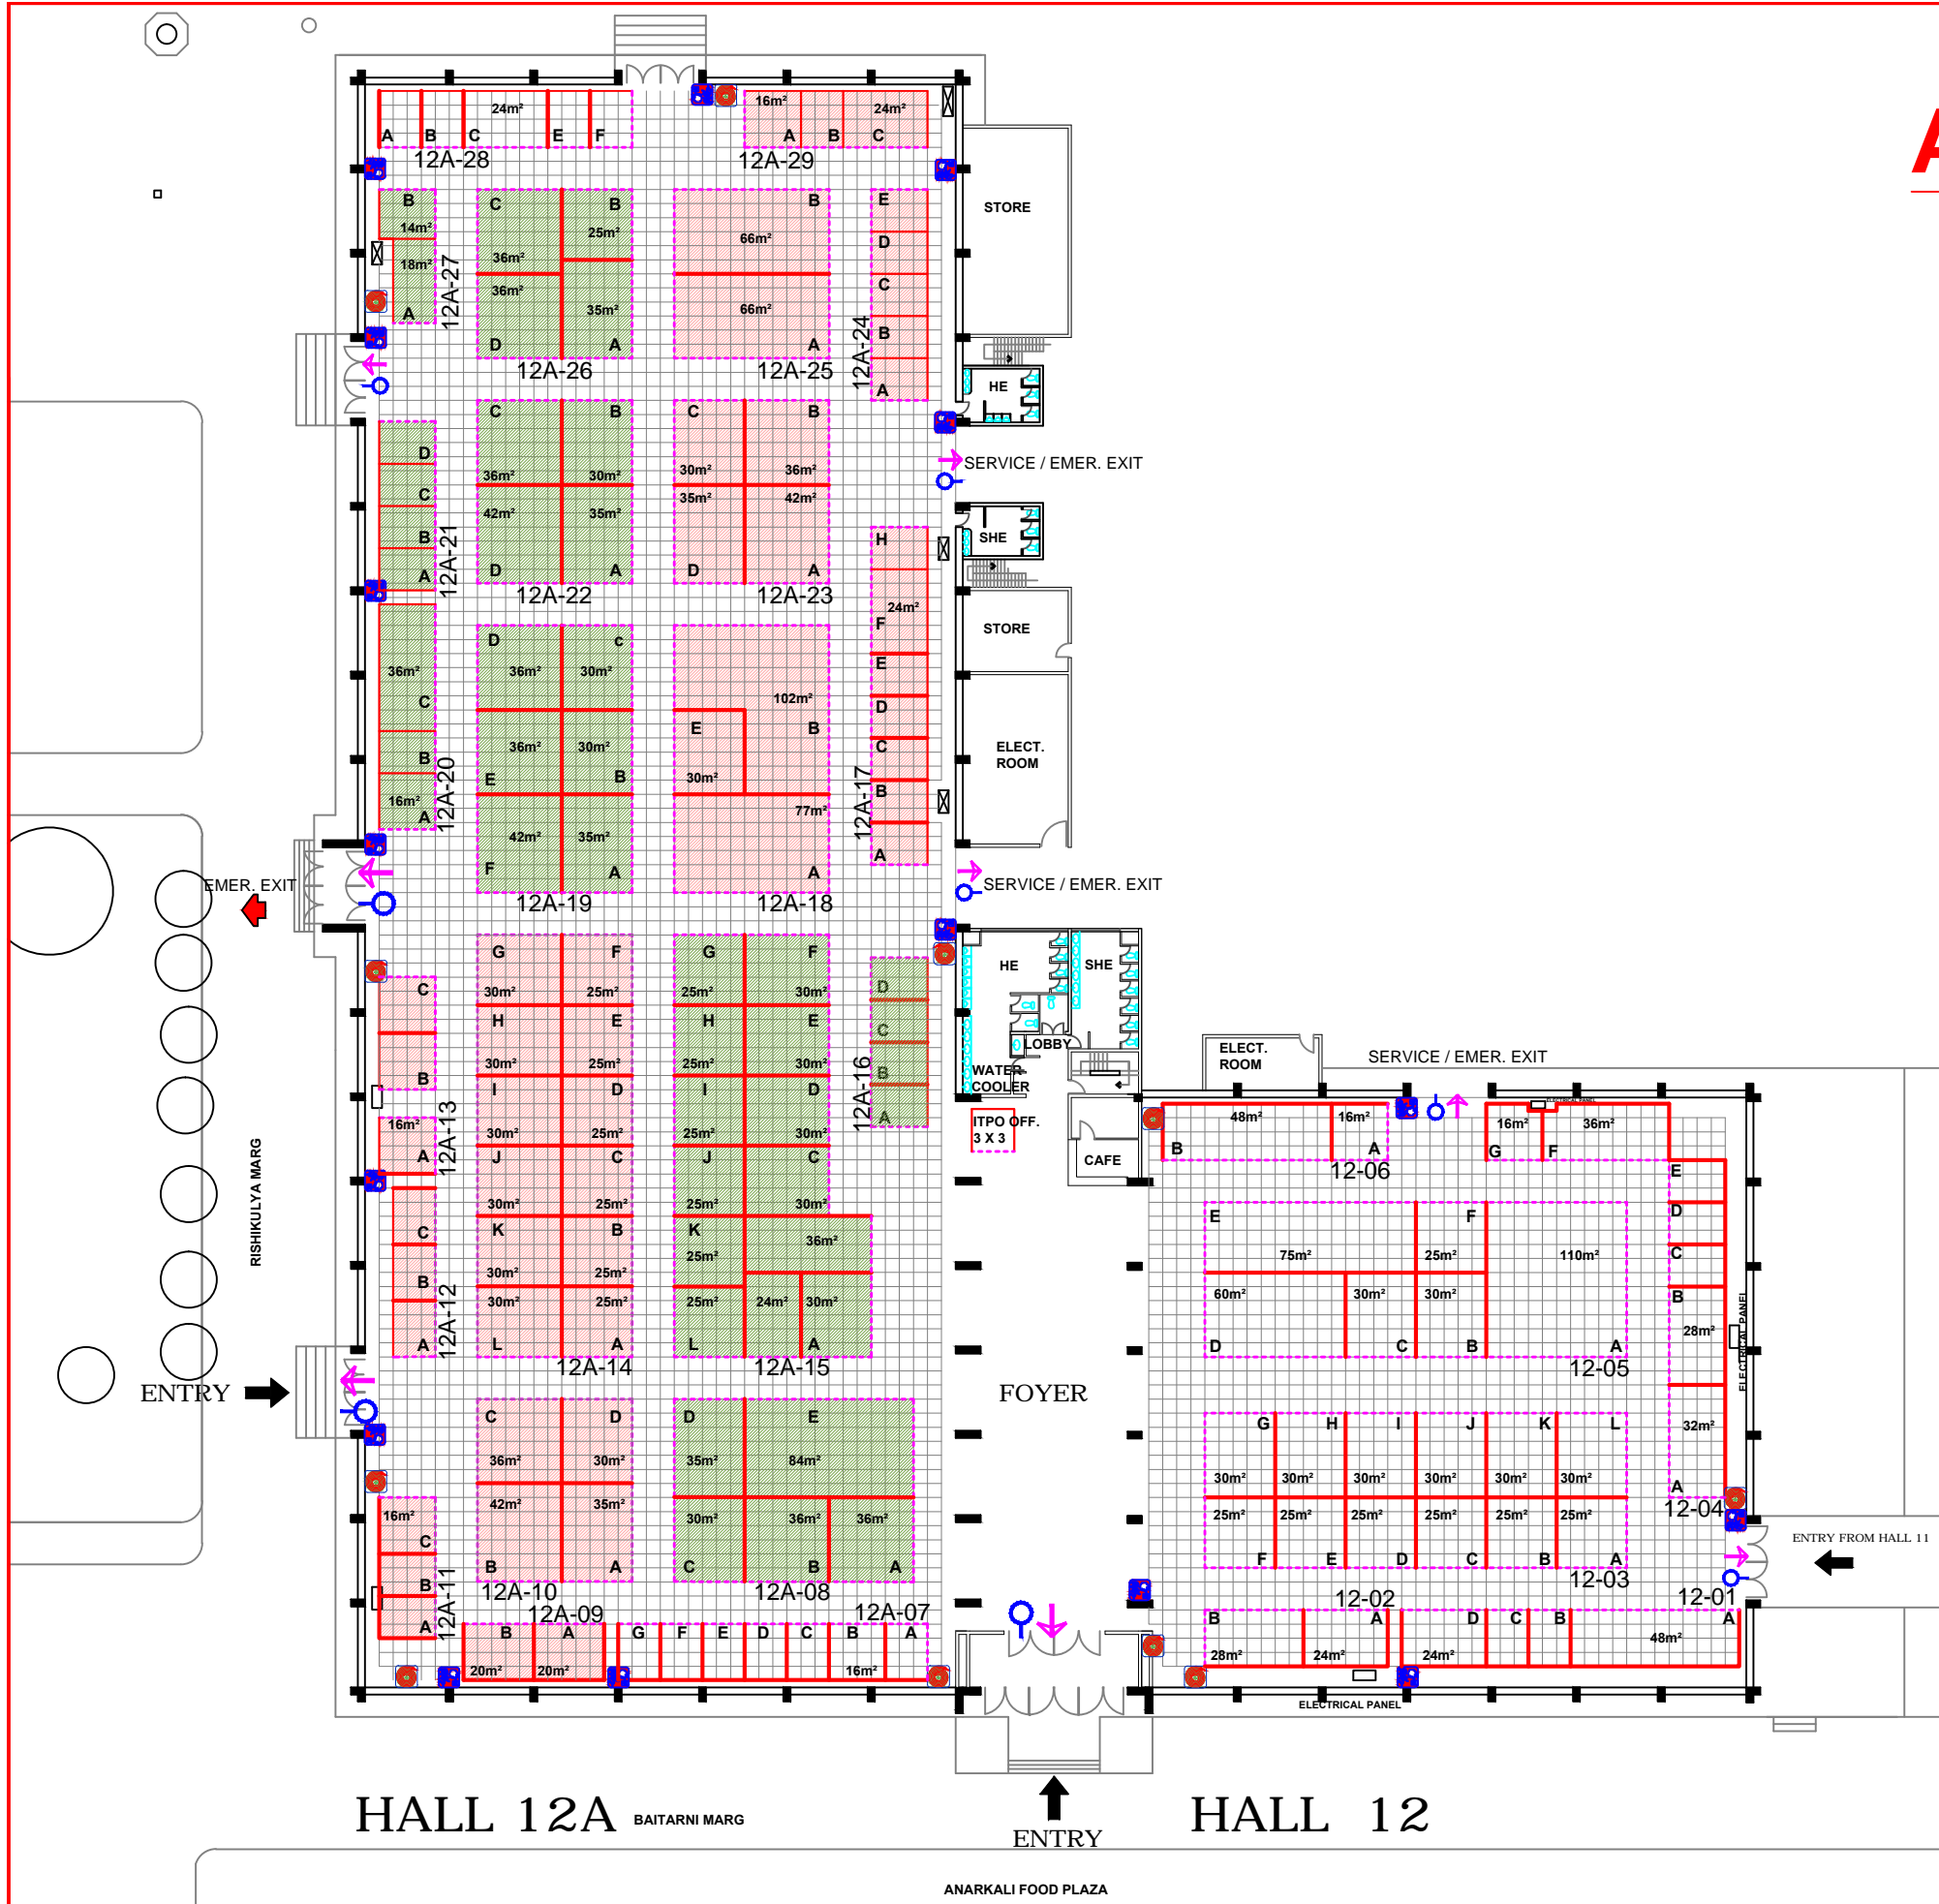 A
24m²
A B C E F
12A-28
16m²
24m²
A B C
12A-29
STORE
B
14m²
18m²
A
12A-27
C B
25m²
36m²
36m²
35m²
D A
12A-26
B
66m²
66m²
A
12A-25
E
D
C
B
A
12A-24
HE
SERVICE / EMER. EXIT
SHE
D
C
B
A
12A-21
C B
36m² 30m²
42m² 35m²
D A
12A-22
C B
30m² 36m²
35m² 42m²
D A
12A-23
H
24m²
F
E
D
C
B
A
12A-17
STORE
ELECT.
ROOM
36m²
C
B
16m²
A
12A-20
D c
36m² 30m²
36m² 30m²
E B
42m² 35m²
F A
12A-19
102m²
E B
30m²
77m²
A
12A-18
SERVICE / EMER. EXIT
EMER. EXIT
C
B
16m²
A
12A-13
C
B
A
12A-12
RISHIKULYA MARG
G F
30m² 25m²
H E
30m² 25m²
I D
30m² 25m²
J C
30m² 25m²
K B
30m² 25m²
30m² 25m²
L A
12A-14
G F
25m² 30m²
H E
25m² 30m²
I D
25m² 30m²
J C
25m² 30m²
K
36m²
25m²
25m² 24m² 30m²
L A
12A-15
D
C
B
A
12A-16
HE
SHE
LOBBY
WATER
COOLER
ITPO OFF.
3 X 3
CAFE
ELECT.
ROOM
SERVICE / EMER. EXIT
ELECTRICAL PANEL
48m² 16m²
B A
12-06
16m² 36m²
G F
E
D
C
B
28m²
32m²
A
12-04
ELECTRICAL PANEL
E F
75m² 25m² 110m²
60m² 30m² 30m²
D C B A
12-05
ENTRY
FOYER
C D
36m² 30m²
42m² 35m²
B A
12A-10
D E
35m² 84m²
30m² 36m² 36m²
C B A
12A-08
G H I J K L
30m² 30m² 30m² 30m² 30m² 30m²
25m² 25m² 25m² 25m² 25m² 25m²
F E D C B A
12-03
ENTRY FROM HALL 11
16m²
C
B
A
12A-11
12A-09
B A
20m² 20m²
12A-07
G F E D C B A
16m²
12-02
B A
28m² 24m²
12-01
D C B A
24m² 48m²
ELECTRICAL PANEL
HALL 12A
BAITARNI MARG
ENTRY
HALL 12
ANARKALI FOOD PLAZA